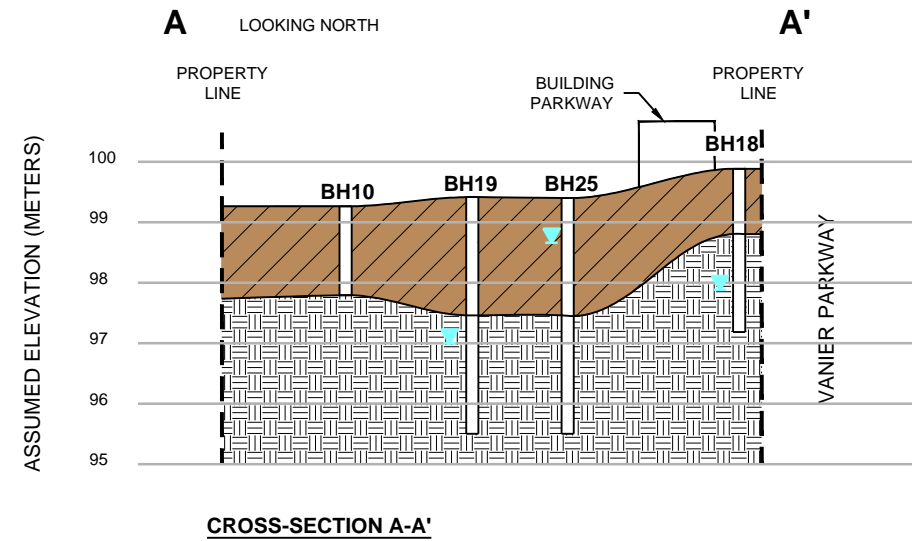 A
LOOKING NORTH
A'
PROPERTY
LINE
BUILDING
PARKWAY
PROPERTY
LINE
ASSUMED ELEVATION (METERS)
100
99
98
97
96
95
BH10
BH19
BH25
BH18
VANIER PARKWAY
CROSS-SECTION A-A'